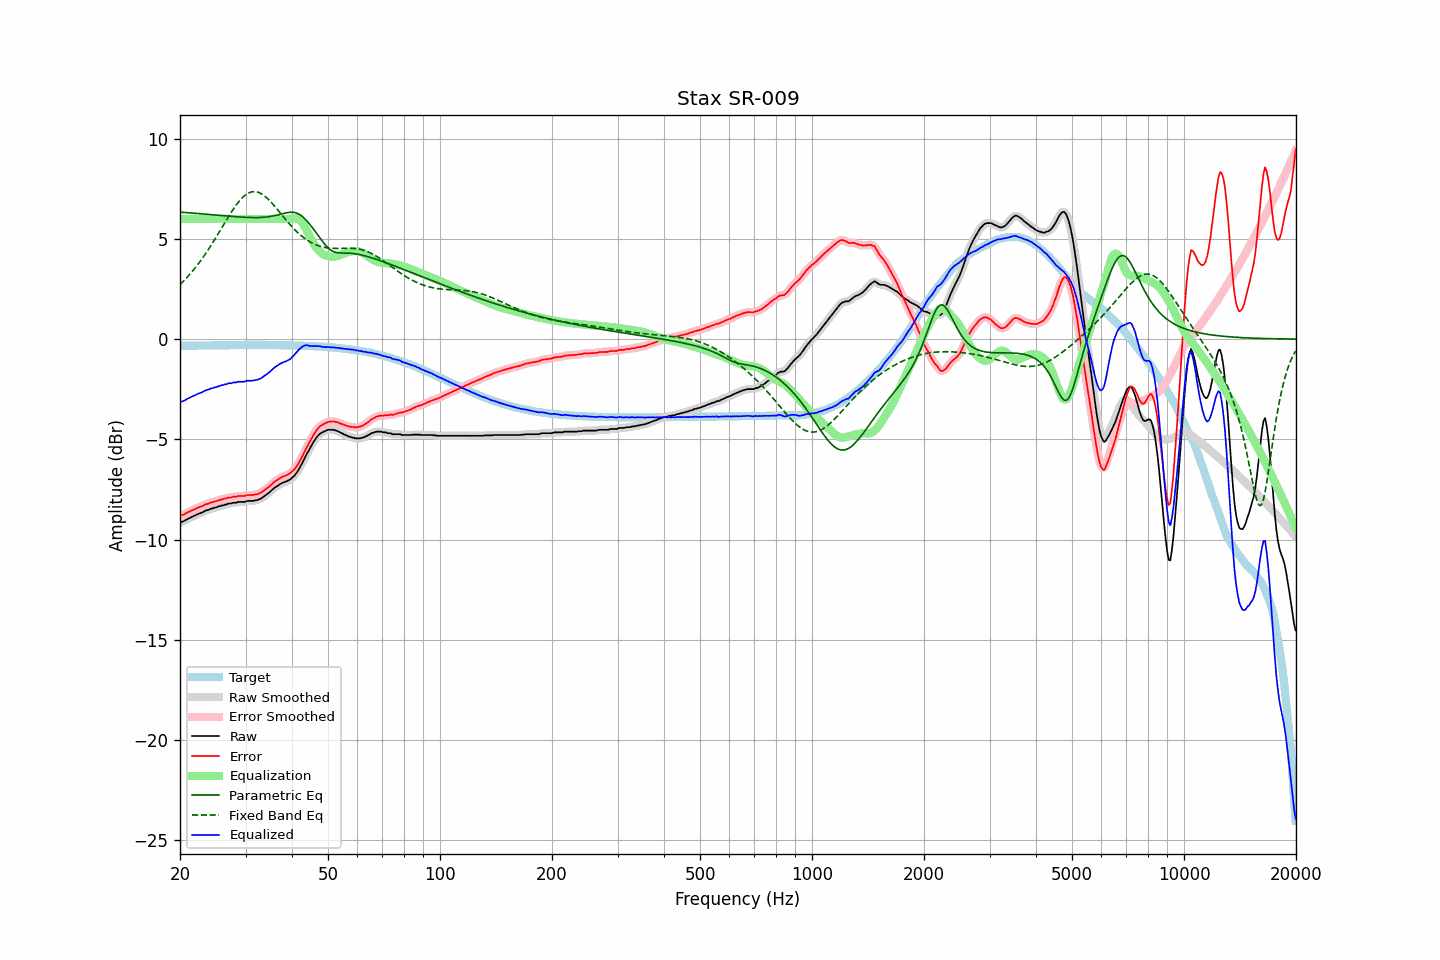 Stax SR-009
Amplitude (dBr)
10
5
0
−5
−10
−15
−20
−25
Target
Raw Smoothed
Error Smoothed
Raw
Error
Equalization
Parametric Eq
Fixed Band Eq
Equalized
20 50 100 200 500 1000 2000 5000 10000 20000
Frequency (Hz)